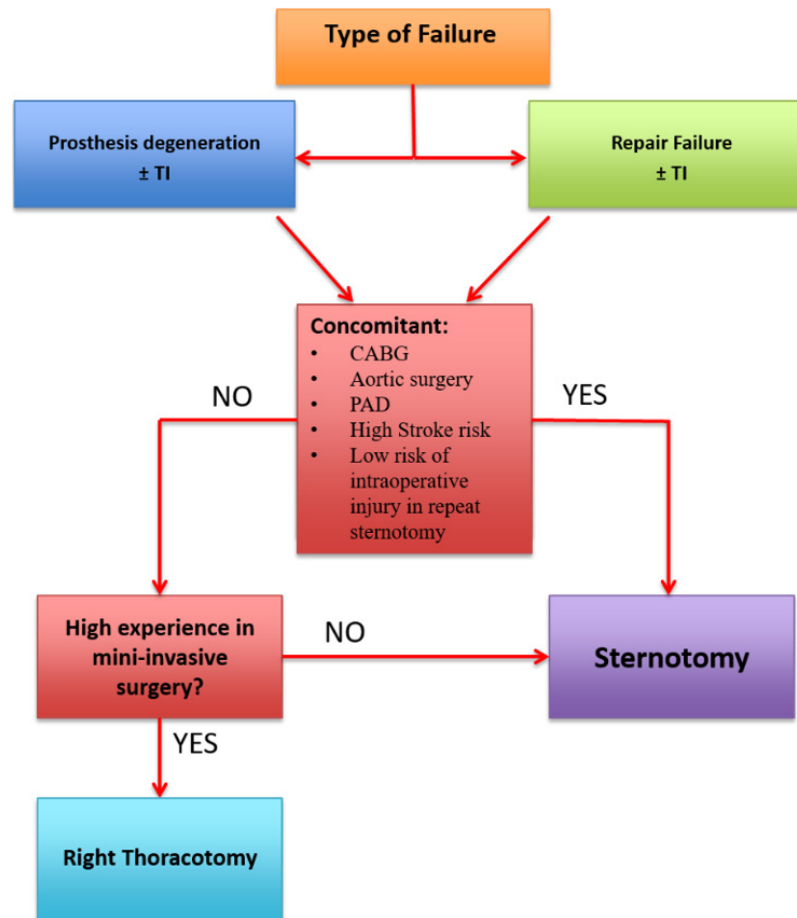 Type of Failure
Prosthesis degeneration
± TI
Repair Failure
± TI
Concomitant:
• CABG
• Aortic surgery
• PAD
• High Stroke risk
• Low risk of
intraoperative
injury in repeat
sternotomy
NO
YES
High experience in
mini-invasive
surgery?
NO
Sternotomy
YES
Right Thoracotomy